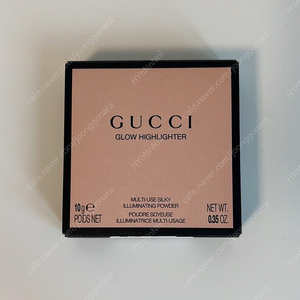 GUCCI
GLOW HIGHLIGHTER
MULTI-USE SILKY
ILLUMINATING POWDER
POUDRE SOYEUSE
ILLUMINATRICE MULTI-USAGE
10 g ℮
POIDS NET
NET WT.
0.35 OZ.